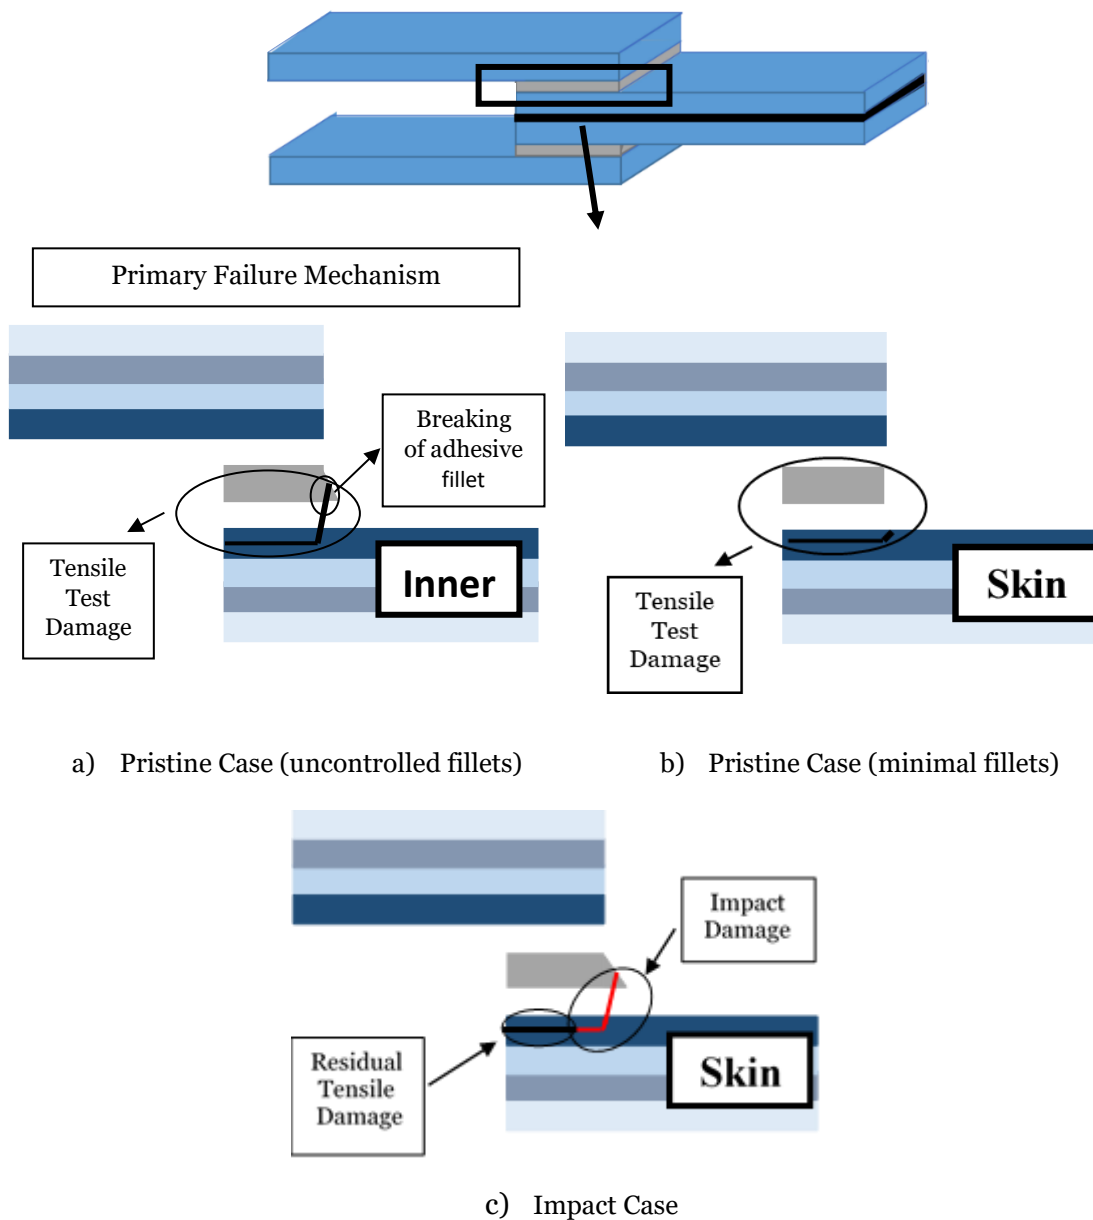 Primary Failure Mechanism
Breaking
of adhesive
fillet
Tensile
Test
Damage
Inner
Tensile
Test
Damage
Skin
a) Pristine Case (uncontrolled fillets)
b) Pristine Case (minimal fillets)
Impact
Damage
Residual
Tensile
Damage
Skin
c) Impact Case